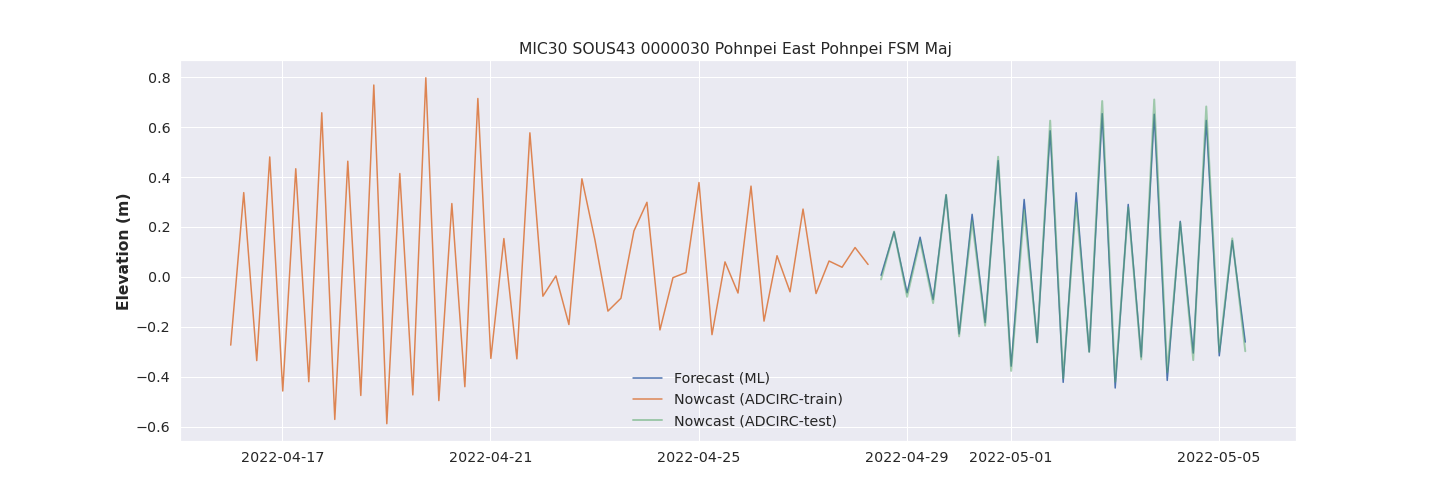 MIC30 SOUS43 0000030 Pohnpei East Pohnpei FSM Maj
Elevation (m)
0.8
0.6
0.4
0.2
0.0
−0.2
−0.4
−0.6
Forecast (ML)
Nowcast (ADCIRC-train)
Nowcast (ADCIRC-test)
2022-04-17 2022-04-21 2022-04-25 2022-04-29 2022-05-01 2022-05-05